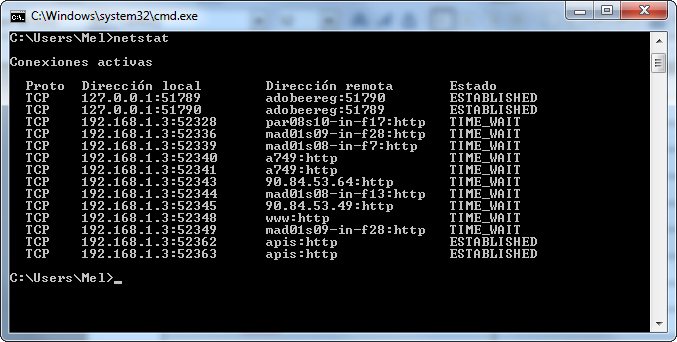 C:\Windows\system32\cmd.exe
C:\Users\Mel>netstat
Conexiones activas
Proto Dirección local Dirección remota Estado
TCP 127.0.0.1:51789 adobeereg:51790 ESTABLISHED
TCP 127.0.0.1:51790 adobeereg:51789 ESTABLISHED
TCP 192.168.1.3:52328 par08s10-in-f17:http TIME_WAIT
TCP 192.168.1.3:52336 mad01s09-in-f28:http TIME_WAIT
TCP 192.168.1.3:52339 mad01s08-in-f7:http TIME_WAIT
TCP 192.168.1.3:52340 a749:http TIME_WAIT
TCP 192.168.1.3:52341 a749:http TIME_WAIT
TCP 192.168.1.3:52343 90.84.53.64:http TIME_WAIT
TCP 192.168.1.3:52344 mad01s08-in-f13:http TIME_WAIT
TCP 192.168.1.3:52345 90.84.53.49:http TIME_WAIT
TCP 192.168.1.3:52348 www:http TIME_WAIT
TCP 192.168.1.3:52349 mad01s09-in-f28:http TIME_WAIT
TCP 192.168.1.3:52362 apis:http ESTABLISHED
TCP 192.168.1.3:52363 apis:http ESTABLISHED
C:\Users\Mel>_